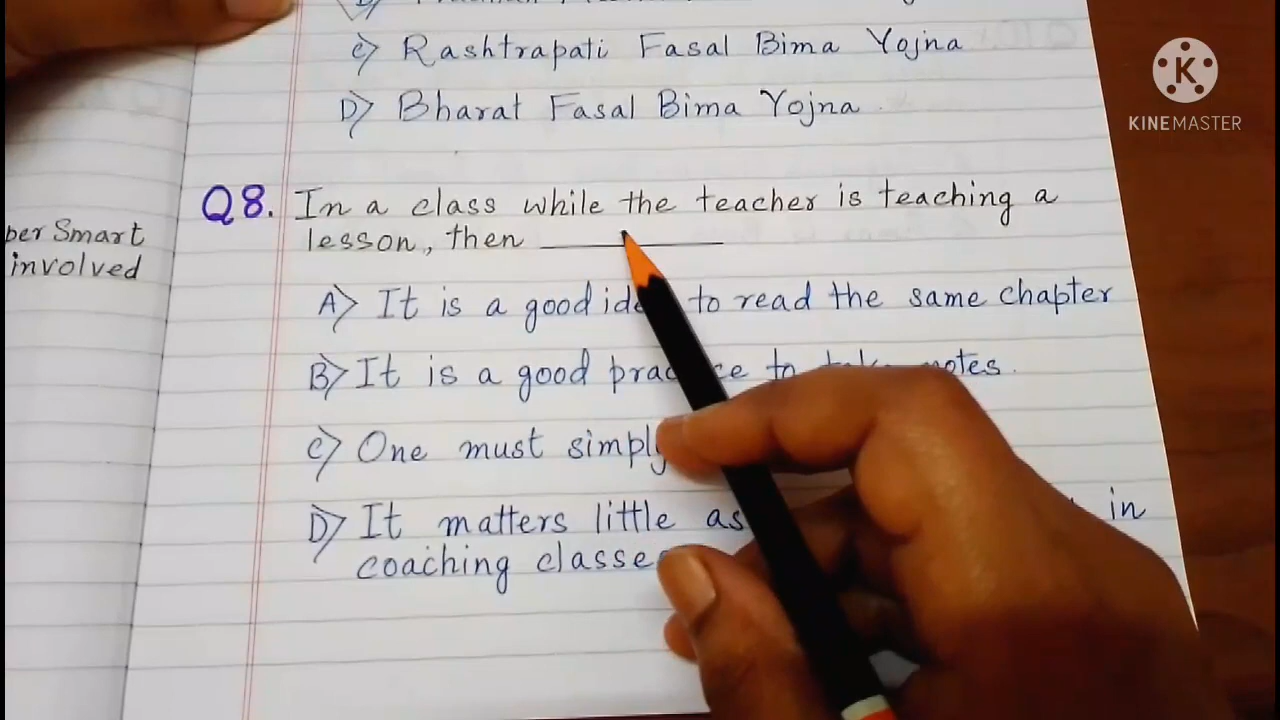 C) Rashtrapati Fasal Bima Yojna
D) Bharat Fasal Bima Yojna
KINEMASTER
Q8. In a class while the teacher is teaching a
lesson, then ________
per Smart
involved
A) It is a good idea to read the same chapter
B) It is a good practice to take notes.
C) One must simply
D) It matters little as in
coaching classes